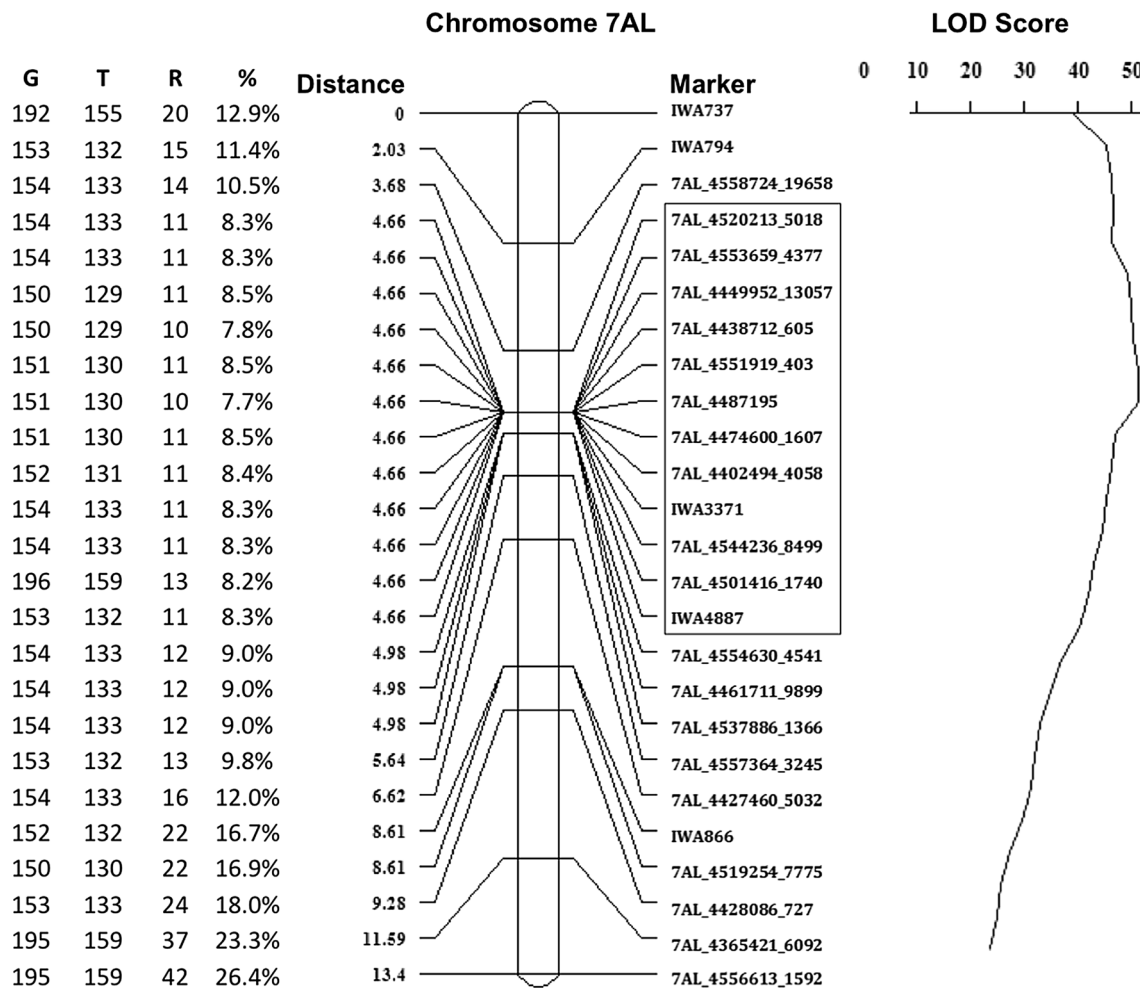 Chromosome 7AL LOD Score
0 10 20 30 40 50
G T R % Distance Marker
192 155 20 12.9% 0 IWA737
153 132 15 11.4% 2.03 IWA794
154 133 14 10.5% 3.68 7AL_4558724_19658
154 133 11 8.3% 4.66 7AL_4520213_5018
154 133 11 8.3% 4.66 7AL_4553659_4377
150 129 11 8.5% 4.66 7AL_4449952_13057
150 129 10 7.8% 4.66 7AL_4438712_605
151 130 11 8.5% 4.66 7AL_4551919_403
151 130 10 7.7% 4.66 7AL_4487195
151 130 11 8.5% 4.66 7AL_4474600_1607
152 131 11 8.4% 4.66 7AL_4402494_4058
154 133 11 8.3% 4.66 IWA3371
154 133 11 8.3% 4.66 7AL_4544236_8499
196 159 13 8.2% 4.66 7AL_4501416_1740
153 132 11 8.3% 4.66 IWA4887
154 133 12 9.0% 4.98 7AL_4554630_4541
154 133 12 9.0% 4.98 7AL_4461711_9899
154 133 12 9.0% 4.98 7AL_4537886_1366
153 132 13 9.8% 5.64 7AL_4557364_3245
154 133 16 12.0% 6.62 7AL_4427460_5032
152 132 22 16.7% 8.61 IWA866
150 130 22 16.9% 8.61 7AL_4519254_7775
153 133 24 18.0% 9.28 7AL_4428086_727
195 159 37 23.3% 11.59 7AL_4365421_6092
195 159 42 26.4% 13.4 7AL_4556613_1592